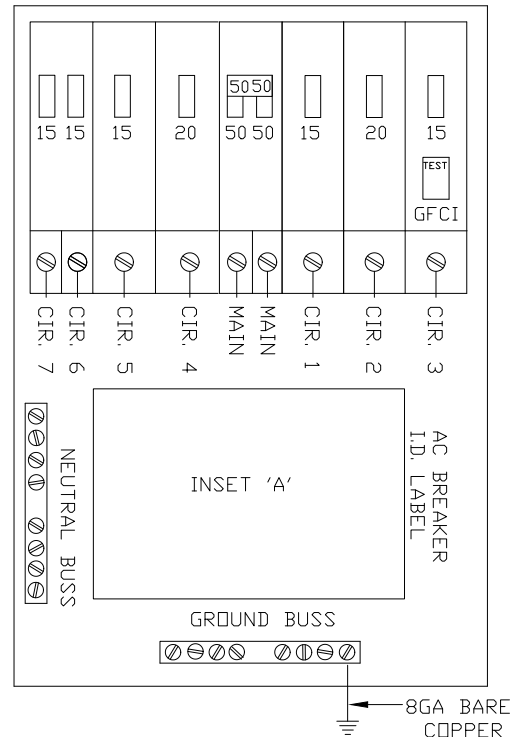 50 50
15 15 15 20 50 50 15 20 15
TEST
GFCI
CIR. 7
CIR. 6
CIR. 5
CIR. 4
MAIN
MAIN
CIR. 1
CIR. 2
CIR. 3
NEUTRAL BUSS
INSET 'A'
AC BREAKER
I.D. LABEL
GROUND BUSS
8GA BARE
COPPER